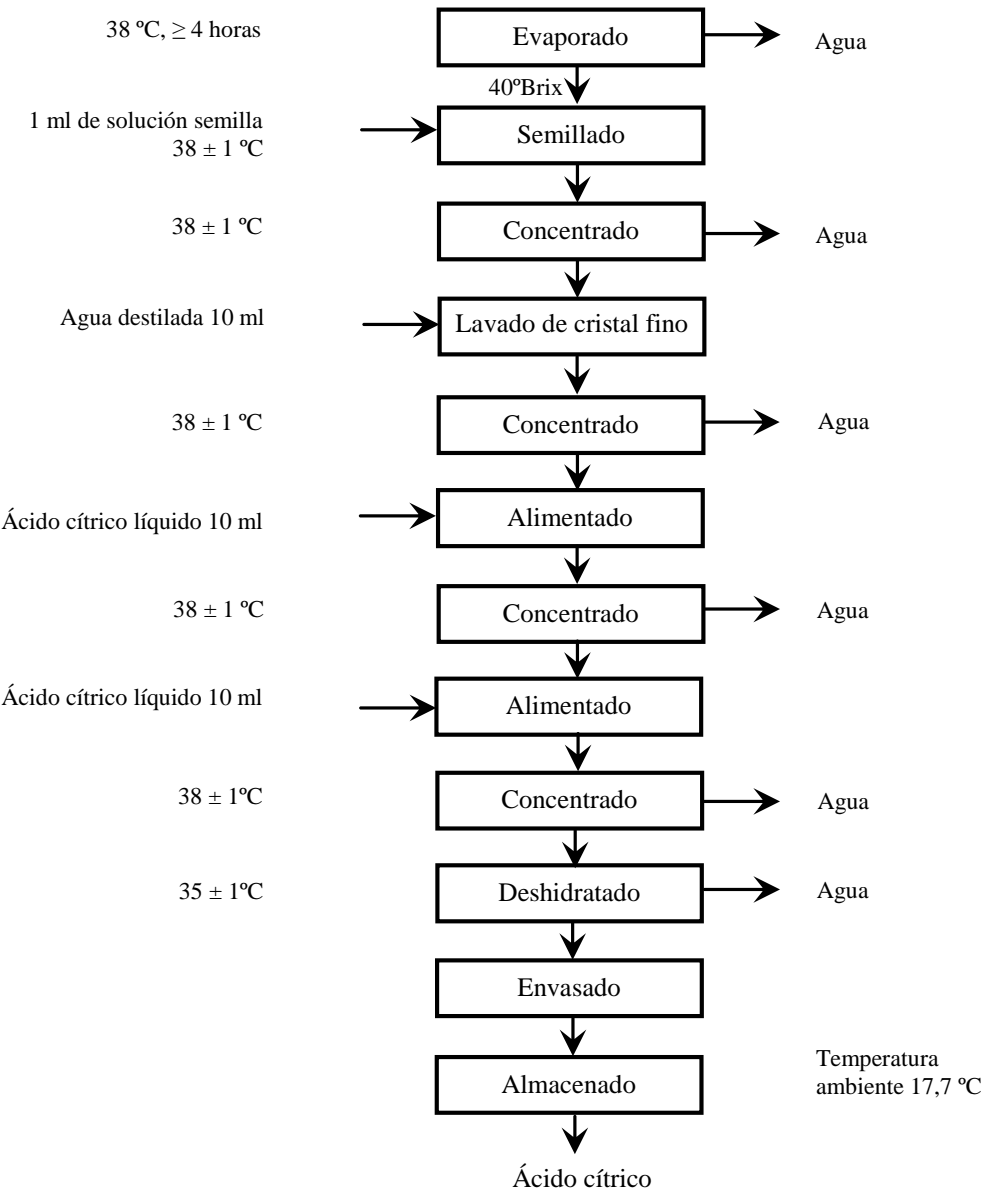 38 ºC, ≥ 4 horas
Evaporado
Agua
40ºBrix
1 ml de solución semilla
38 ± 1 ºC
Semillado
38 ± 1 ºC
Concentrado
Agua
Agua destilada 10 ml
Lavado de cristal fino
38 ± 1 ºC
Concentrado
Agua
Ácido cítrico líquido 10 ml
Alimentado
38 ± 1 ºC
Concentrado
Agua
Ácido cítrico líquido 10 ml
Alimentado
38 ± 1ºC
Concentrado
Agua
35 ± 1ºC
Deshidratado
Agua
Envasado
Almacenado
Temperatura
ambiente 17,7 ºC
Ácido cítrico